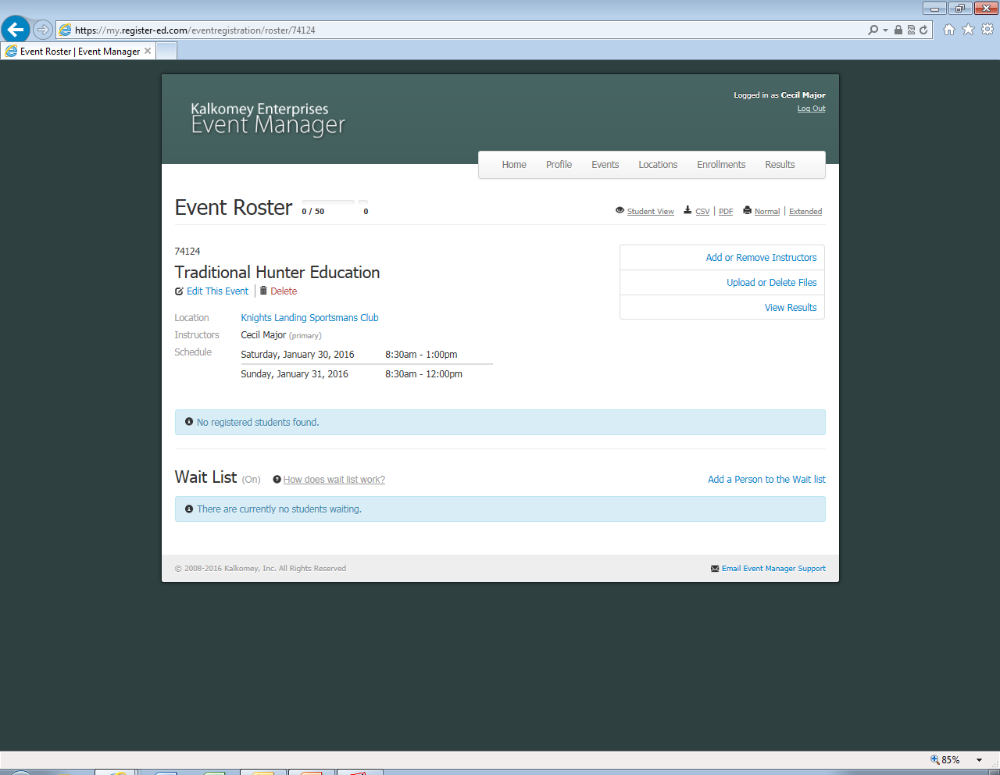 https://my.register-ed.com/eventregistration/roster/74124
Event Roster | Event Manager
Logged in as Cecil Major
Log Out
Kalkomey Enterprises
Event Manager
Home Profile Events Locations Enrollments Results
Event Roster 0 / 50 0
Student View CSV | PDF Normal | Extended
74124
Traditional Hunter Education
Edit This Event | Delete
Add or Remove Instructors
Upload or Delete Files
View Results
Location Knights Landing Sportsmans Club
Instructors Cecil Major (primary)
Schedule Saturday, January 30, 2016 8:30am - 1:00pm
Sunday, January 31, 2016 8:30am - 12:00pm
No registered students found.
Wait List (On) How does wait list work? Add a Person to the Wait list
There are currently no students waiting.
© 2008-2016 Kalkomey, Inc. All Rights Reserved Email Event Manager Support
85%